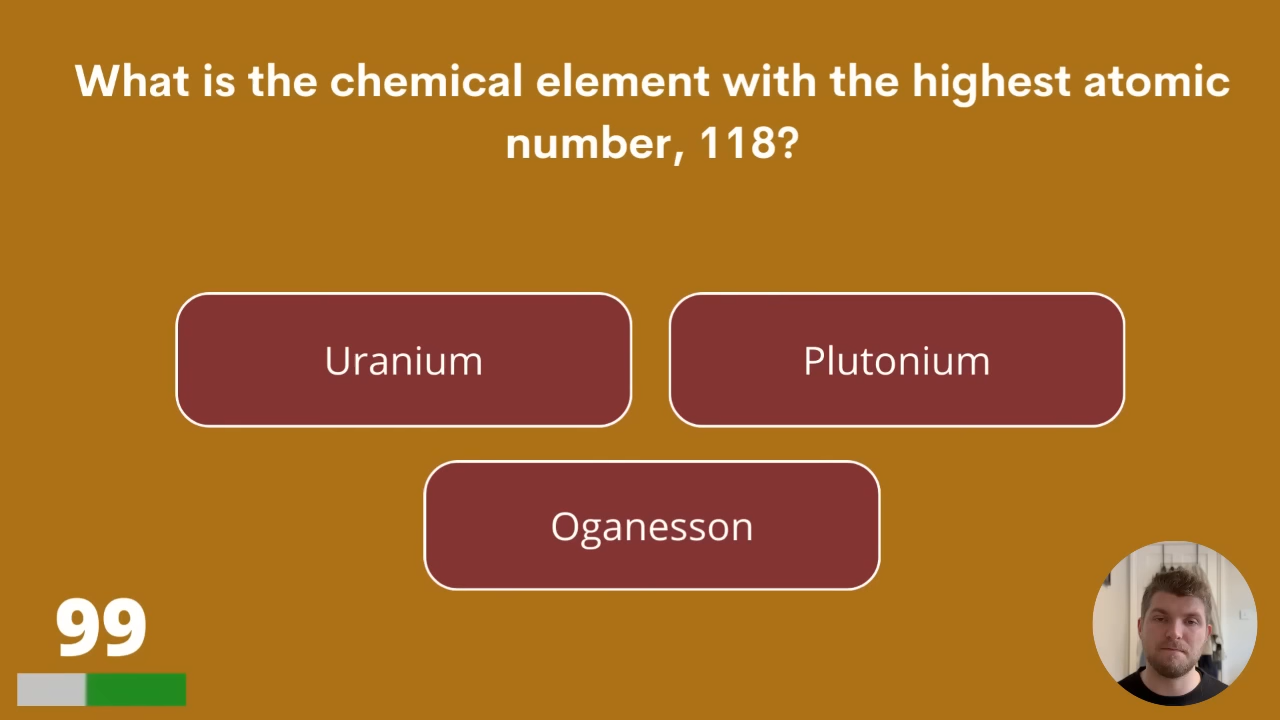 What is the chemical element with the highest atomic
number, 118?
Uranium
Plutonium
Oganesson
99